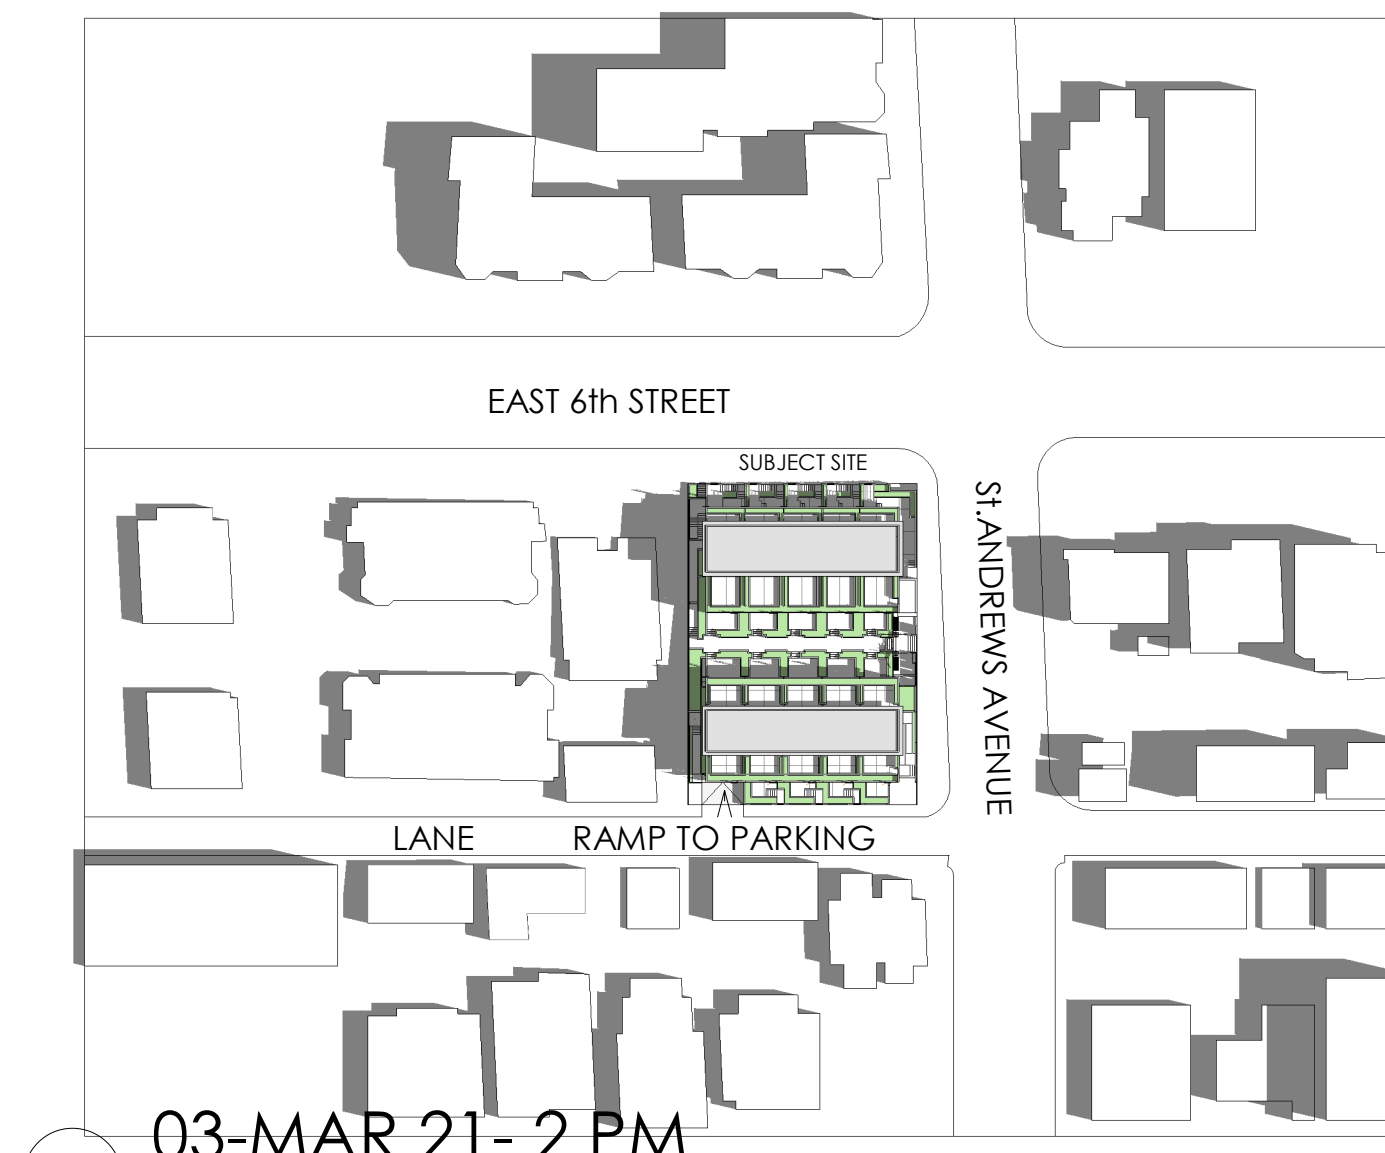 EAST 6th STREET
SUBJECT SITE
St.ANDREWS AVENUE
LANE
RAMP TO PARKING
03-MAR 21- 2 PM